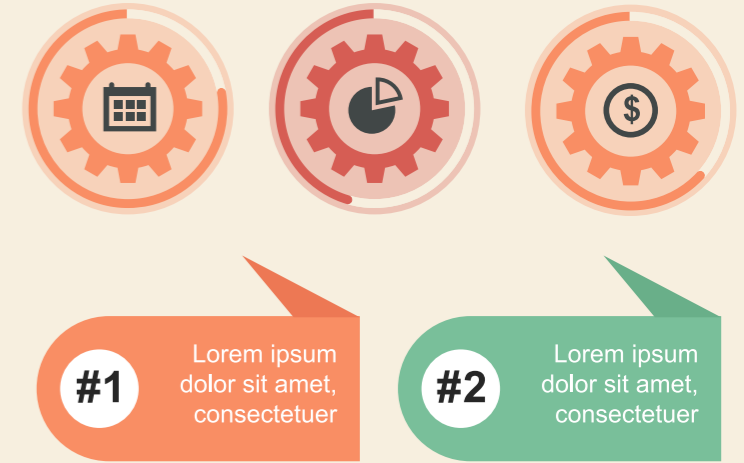 $
#1
Lorem ipsum
dolor sit amet,
consectetuer
#2
Lorem ipsum
dolor sit amet,
consectetuer